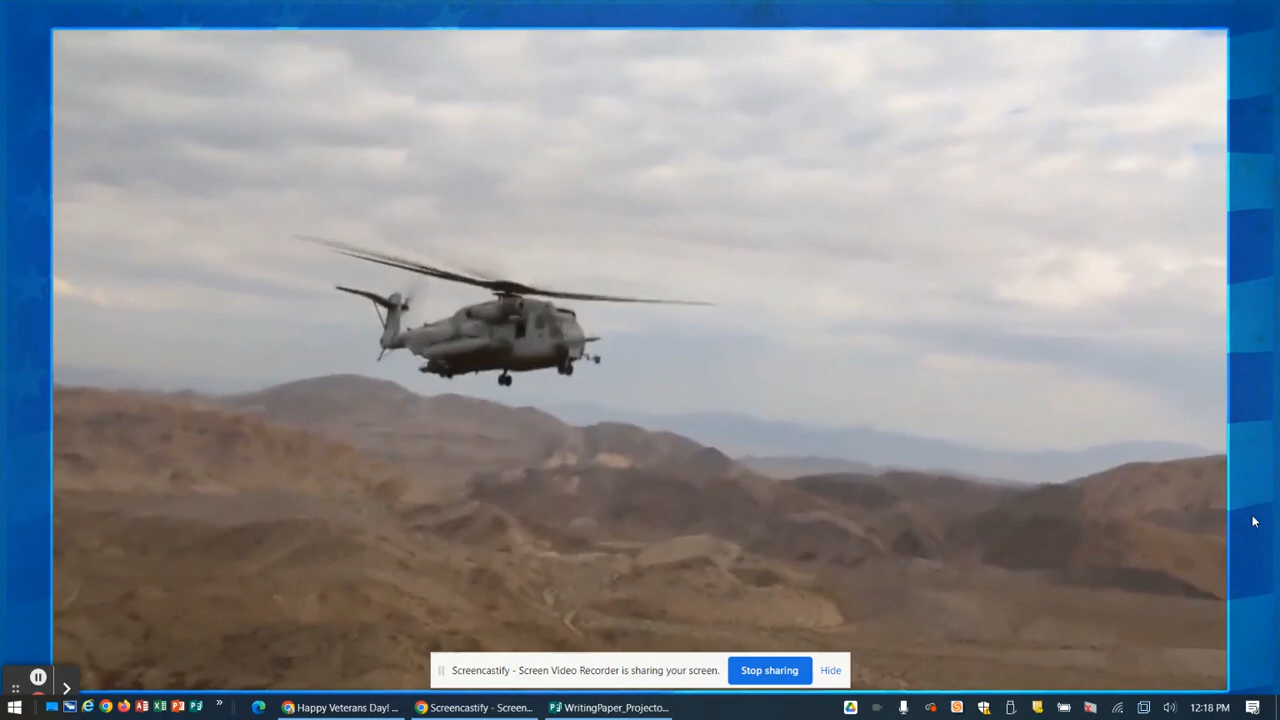 Screencastify - Screen Video Recorder is sharing your screen.
Stop sharing
Hide
Happy Veterans Day! ...
Screencastify - Screen...
WritingPaper_Projecto...
12:18 PM